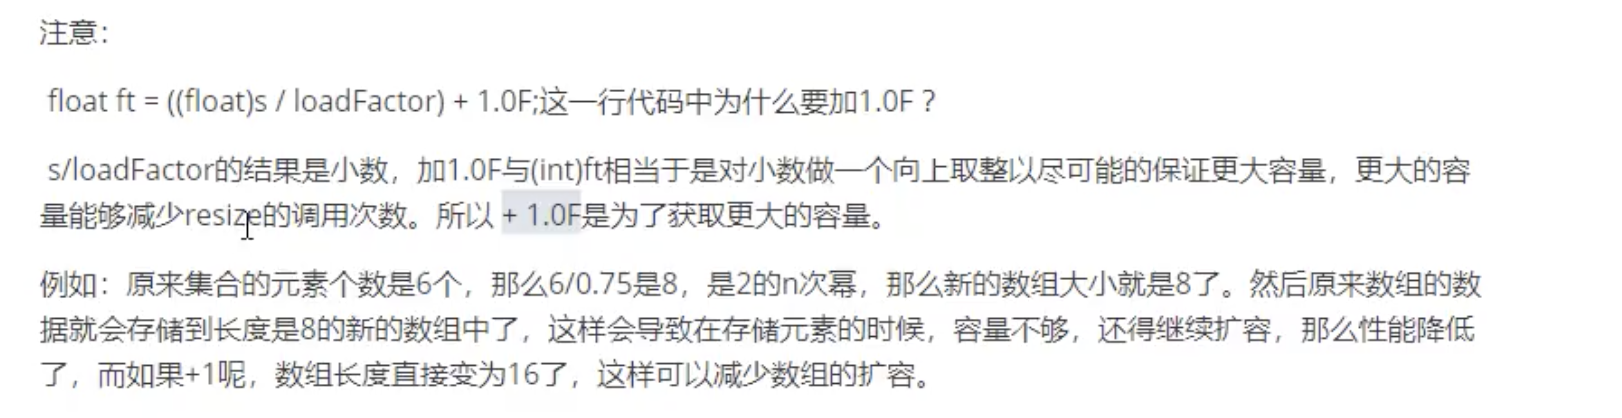 注意：
float ft = ((float)s / loadFactor) + 1.0F;这一行代码中为什么要加1.0F ？
s/loadFactor的结果是小数，加1.0F与(int)ft相当于是对小数做一个向上取整以尽可能的保证更大容量，更大的容
量能够减少resize的调用次数。所以 + 1.0F是为了获取更大的容量。
例如：原来集合的元素个数是6个，那么6/0.75是8，是2的n次幂，那么新的数组大小就是8了。然后原来数组的数
据就会存储到长度是8的新的数组中了，这样会导致在存储元素的时候，容量不够，还得继续扩容，那么性能降低
了，而如果+1呢，数组长度直接变为16了，这样可以减少数组的扩容。